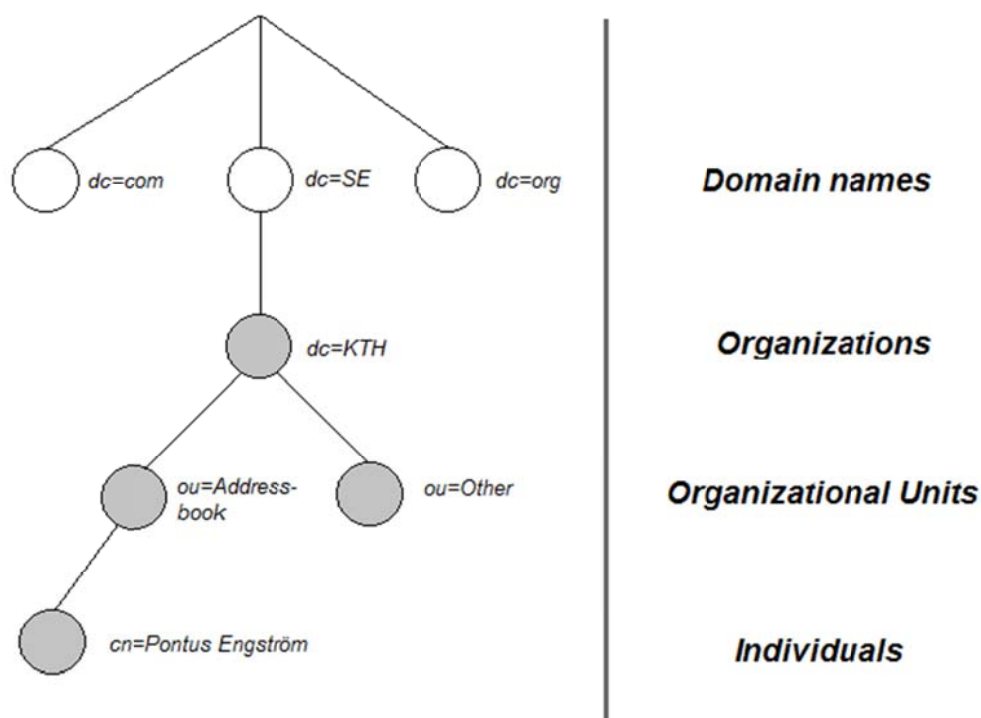 dc=com
dc=SE
dc=org
Domain names
dc=KTH
Organizations
ou=Address-
book
ou=Other
Organizational Units
cn=Pontus Engström
Individuals